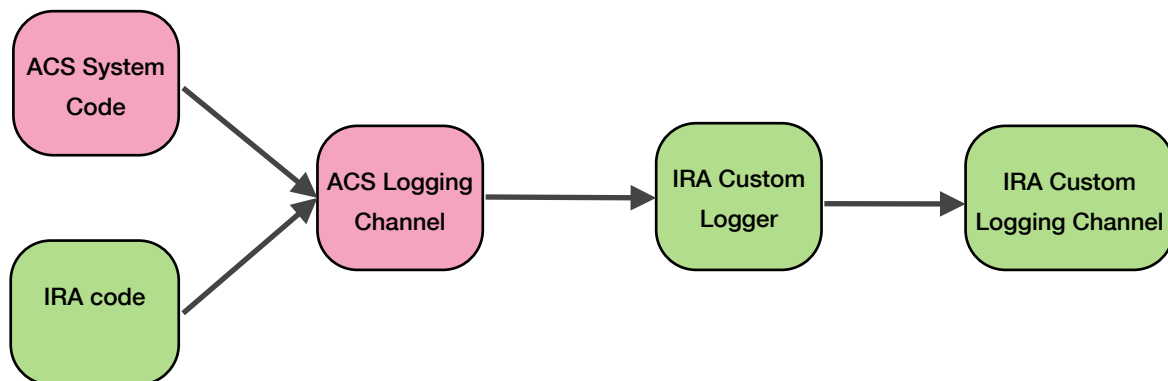 ACS System
Code
IRA code
ACS Logging
Channel
IRA Custom
Logger
IRA Custom
Logging Channel